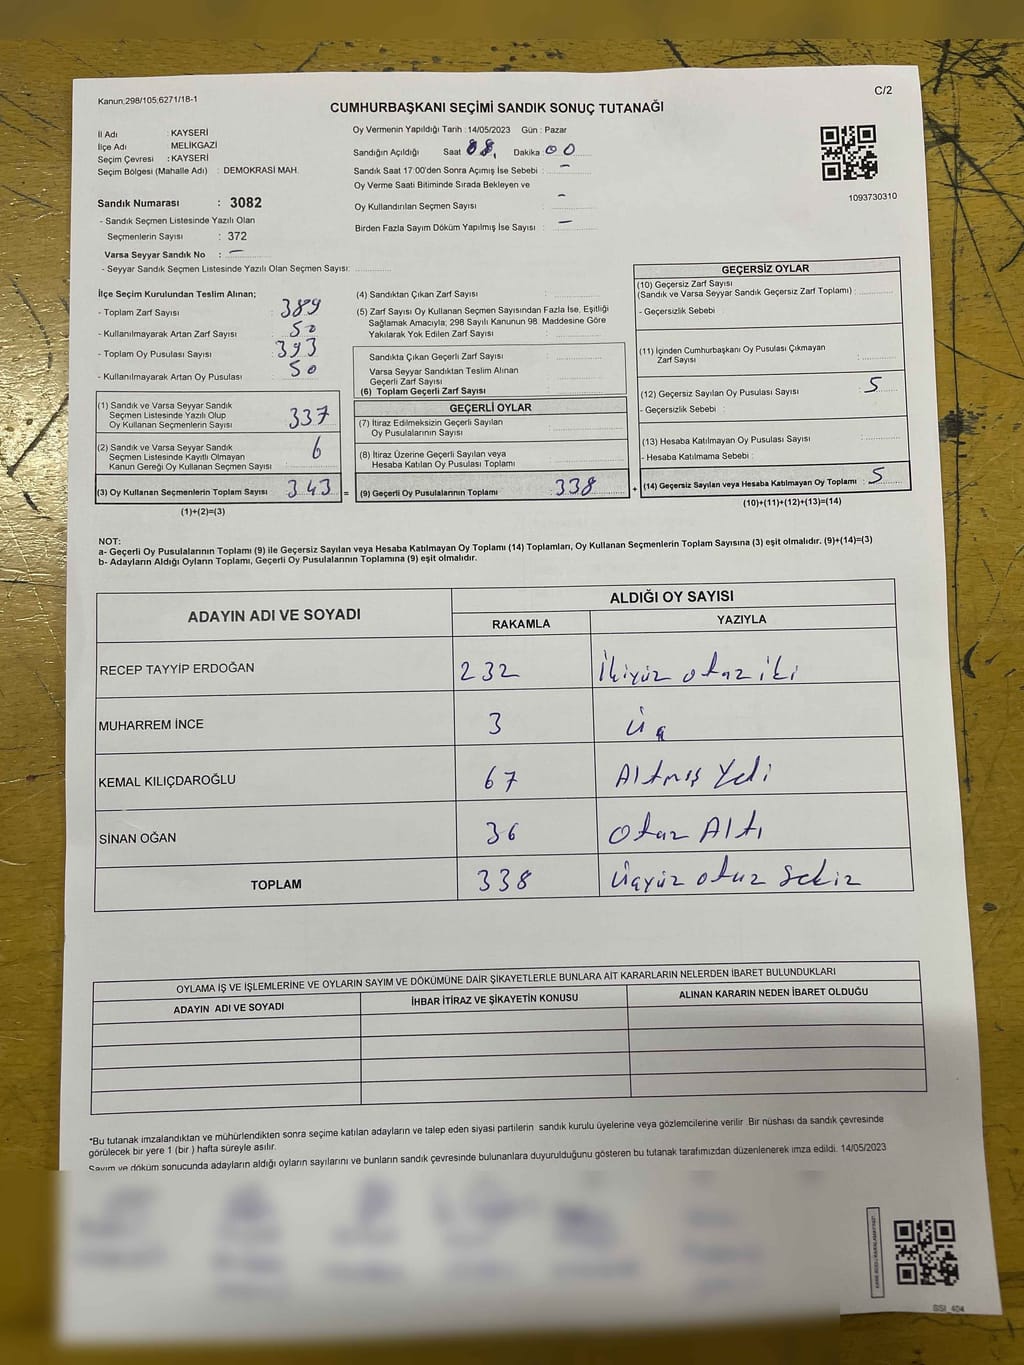 Kanun;298/105;6271/18-1
C/2
CUMHURBAŞKANI SEÇİMİ SANDIK SONUÇ TUTANAĞI
İl Adı : KAYSERİ
İlçe Adı : MELİKGAZİ
Seçim Çevresi : KAYSERİ
Seçim Bölgesi (Mahalle Adı) : DEMOKRASİ MAH.
Sandık Numarası : 3082
- Sandık Seçmen Listesinde Yazılı Olan
Seçmenlerin Sayısı : 372
Varsa Seyyar Sandık No : -
- Seyyar Sandık Seçmen Listesinde Yazılı Olan Seçmen Sayısı:
Oy Vermenin Yapıldığı Tarih : 14/05/2023 Gün : Pazar
Sandığın Açıldığı Saat 08, Dakika : 00
Sandık Saat 17:00'den Sonra Açımış İse Sebebi : -
Oy Verme Saati Bitiminde Sırada Bekleyen ve
Oy Kullandırılan Seçmen Sayısı : -
Birden Fazla Sayım Döküm Yapılmış İse Sayısı : -
1093730310
İlçe Seçim Kurulundan Teslim Alınan;
- Toplam Zarf Sayısı : 389
- Kullanılmayarak Artan Zarf Sayısı : 50
- Toplam Oy Pusulası Sayısı : 393
- Kullanılmayarak Artan Oy Pusulası : 50
(1) Sandık ve Varsa Seyyar Sandık
Seçmen Listesinde Yazılı Olup
Oy Kullanan Seçmenlerin Sayısı 337
(2) Sandık ve Varsa Seyyar Sandık
Seçmen Listesinde Kayıtlı Olmayan
Kanun Gereği Oy Kullanan Seçmen Sayısı 6
(3) Oy Kullanan Seçmenlerin Toplam Sayısı 343 =
(1)+(2)=(3)
(4) Sandıktan Çıkan Zarf Sayısı :
(5) Zarf Sayısı Oy Kullanan Seçmen Sayısından Fazla İse, Eşitliği
Sağlamak Amacıyla; 298 Sayılı Kanunun 98. Maddesine Göre
Yakılarak Yok Edilen Zarf Sayısı :
Sandıkta Çıkan Geçerli Zarf Sayısı :
Varsa Seyyar Sandıktan Teslim Alınan
Geçerli Zarf Sayısı :
(6) Toplam Geçerli Zarf Sayısı :
GEÇERLİ OYLAR
(7) İtiraz Edilmeksizin Geçerli Sayılan
Oy Pusulalarının Sayısı :
(8) İtiraz Üzerine Geçerli Sayılan veya
Hesaba Katılan Oy Pusulası Toplamı :
(9) Geçerli Oy Pusulalarının Toplamı : 338 +
GEÇERSİZ OYLAR
(10) Geçersiz Zarf Sayısı
(Sandık ve Varsa Seyyar Sandık Geçersiz Zarf Toplamı) :
- Geçersizlik Sebebi
(11) İçinden Cumhurbaşkanı Oy Pusulası Çıkmayan
Zarf Sayısı :
(12) Geçersiz Sayılan Oy Pusulası Sayısı : 5
- Geçersizlik Sebebi :
(13) Hesaba Katılmayan Oy Pusulası Sayısı :
- Hesaba Katılmama Sebebi :
(14) Geçersiz Sayılan veya Hesaba Katılmayan Oy Toplamı : 5
(10)+(11)+(12)+(13)=(14)
NOT:
a- Geçerli Oy Pusulalarının Toplamı (9) ile Geçersiz Sayılan veya Hesaba Katılmayan Oy Toplamı (14) Toplamları, Oy Kullanan Seçmenlerin Toplam Sayısına (3) eşit olmalıdır. (9)+(14)=(3)
b- Adayların Aldığı Oyların Toplamı, Geçerli Oy Pusulalarının Toplamına (9) eşit olmalıdır.
ADAYIN ADI VE SOYADI
ALDIĞI OY SAYISI
RAKAMLA YAZIYLA
RECEP TAYYİP ERDOĞAN 232 İkiyüz otuz iki
MUHARREM İNCE 3 Üç
KEMAL KILIÇDAROĞLU 67 Altmış Yedi
SİNAN OĞAN 36 Otuz Altı
TOPLAM 338 Üçyüz otuz Sekiz
OYLAMA İŞ VE İŞLEMLERİNE VE OYLARIN SAYIM VE DÖKÜMÜNE DAİR ŞİKAYETLERLE BUNLARA AİT KARARLARIN NELERDEN İBARET BULUNDUKLARI
ADAYIN ADI VE SOYADI İHBAR İTİRAZ VE ŞİKAYETİN KONUSU ALINAN KARARIN NEDEN İBARET OLDUĞU
*Bu tutanak imzalandıktan ve mühürlendikten sonra seçime katılan adayların ve talep eden siyasi partilerin sandık kurulu üyelerine veya gözlemcilerine verilir. Bir nüshası da sandık çevresinde
görülecek bir yere 1 (bir ) hafta süreyle asılır.
Sayım ve döküm sonucunda adayların aldığı oyların sayılarını ve bunların sandık çevresinde bulunanlara duyurulduğunu gösteren bu tutanak tarafımızdan düzenlenerek imza edildi. 14/05/2023
SSI_404